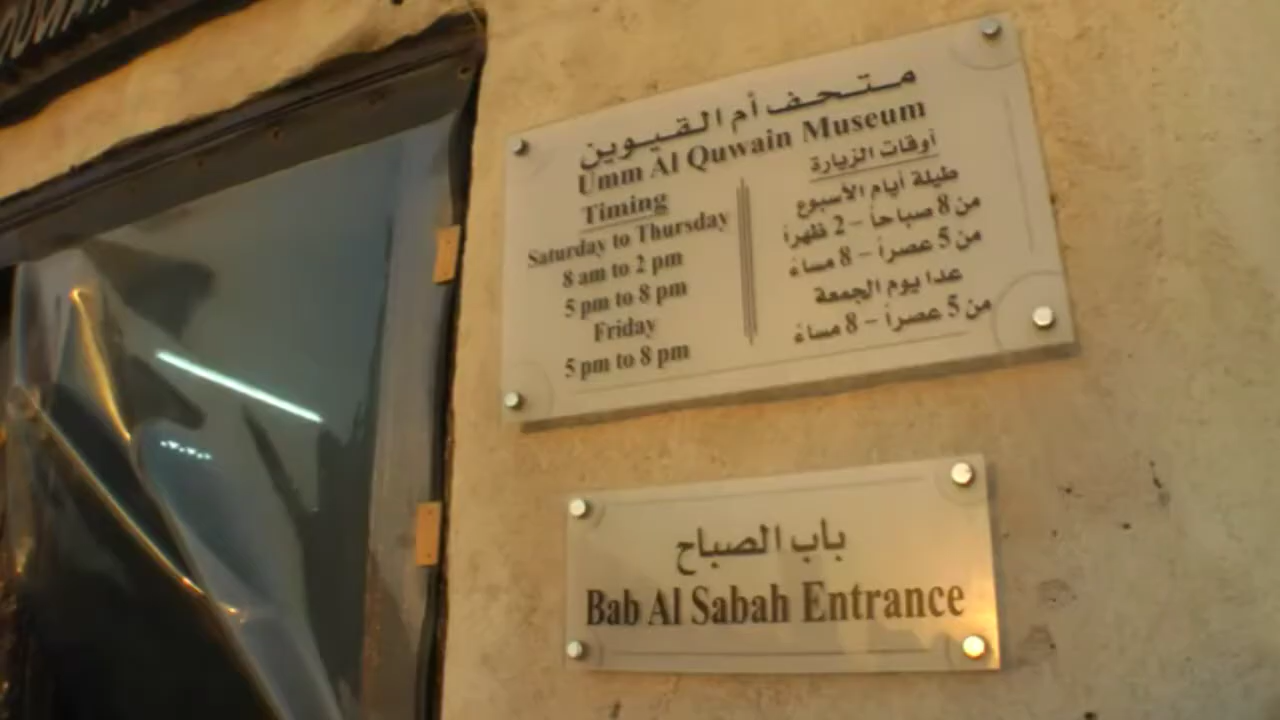 متحف أم القيوين
Umm Al Quwain Museum
Timing
Saturday to Thursday
8 am to 2 pm
5 pm to 8 pm
Friday
5 pm to 8 pm
أوقات الزيارة
طيلة أيام الأسبوع
من 8 صباحاً – 2 ظهراً
من 5 عصراً – 8 مساءً
عدا يوم الجمعة
من 5 عصراً – 8 مساءً
باب الصباح
Bab Al Sabah Entrance